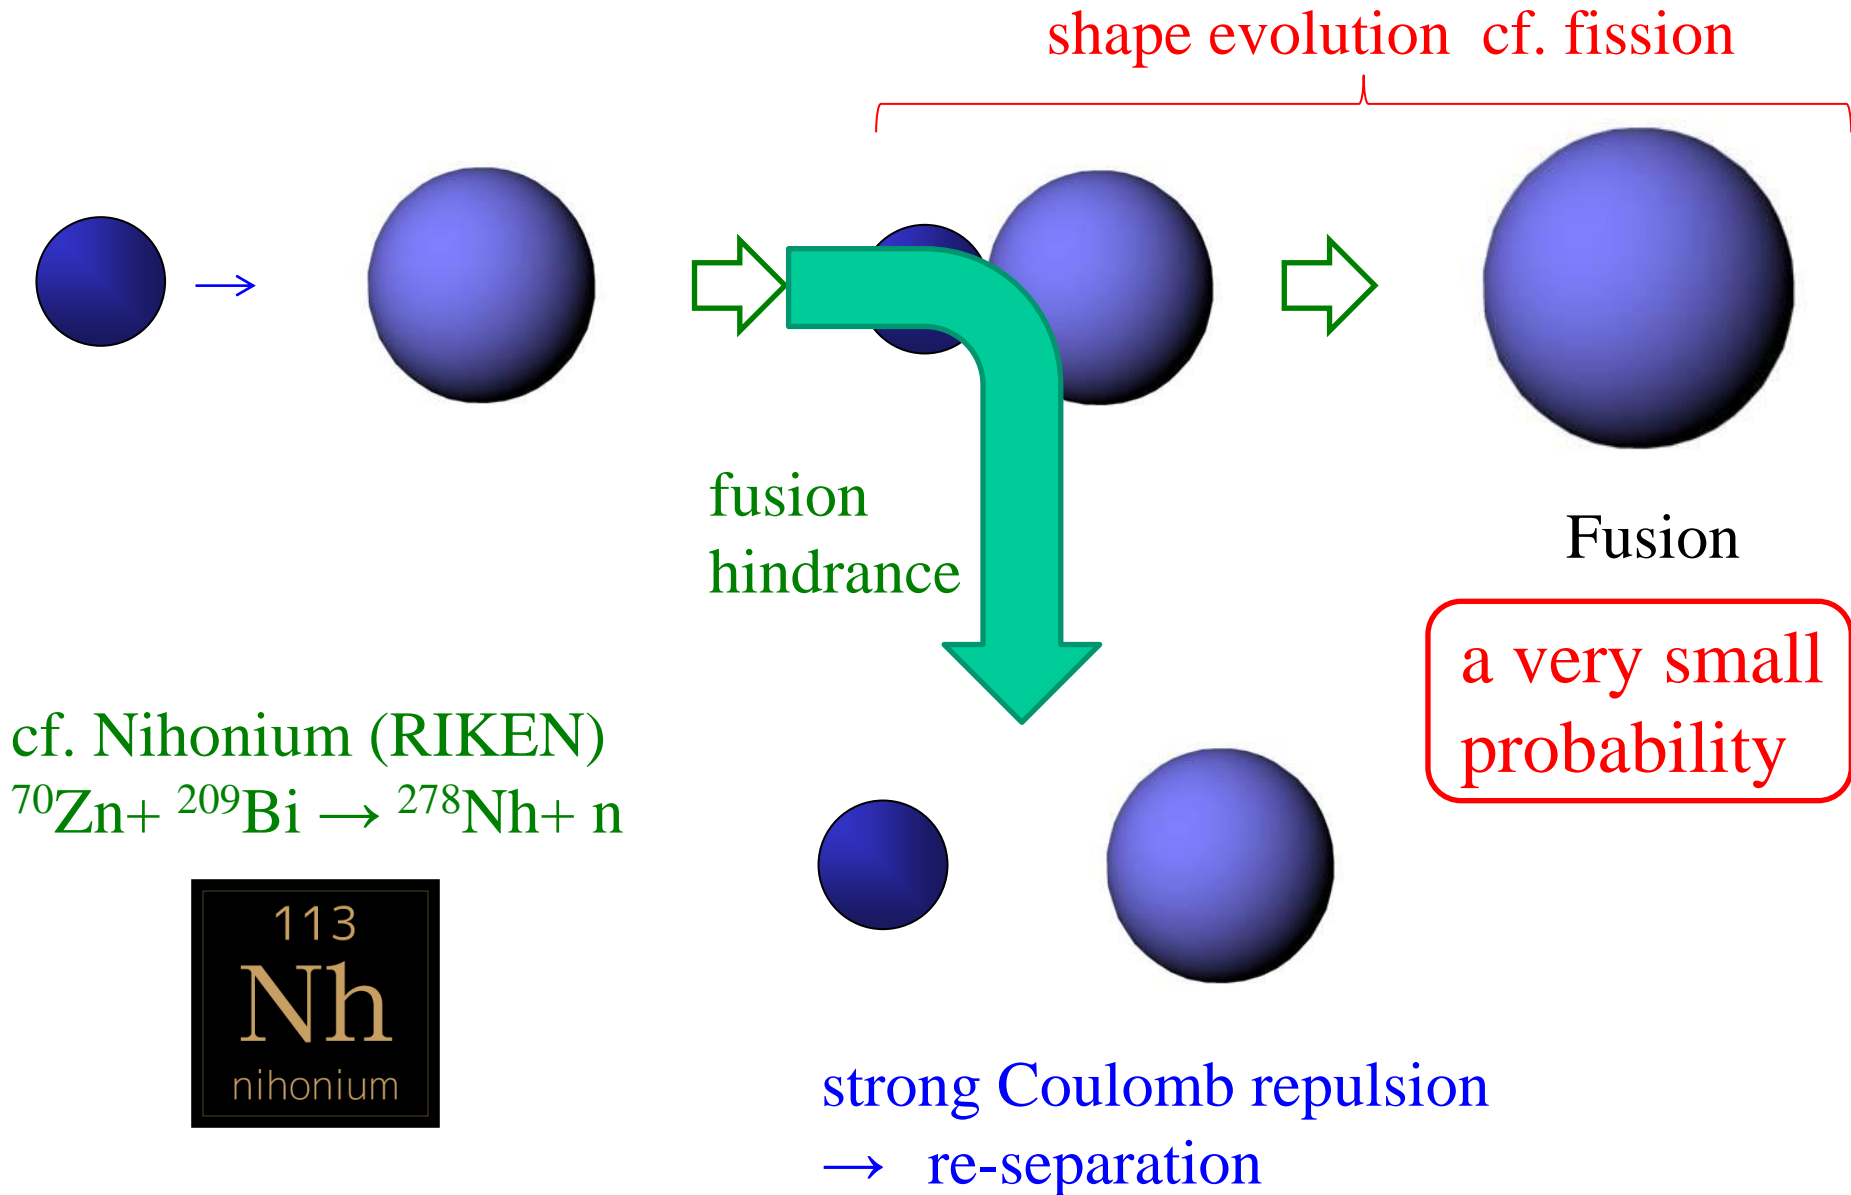 shape evolution cf. fission
fusion
hindrance
Fusion
a very small
probability
cf. Nihonium (RIKEN)
⁷⁰Zn+ ²⁰⁹Bi → ²⁷⁸Nh+ n
113
Nh
nihonium
strong Coulomb repulsion
→ re-separation